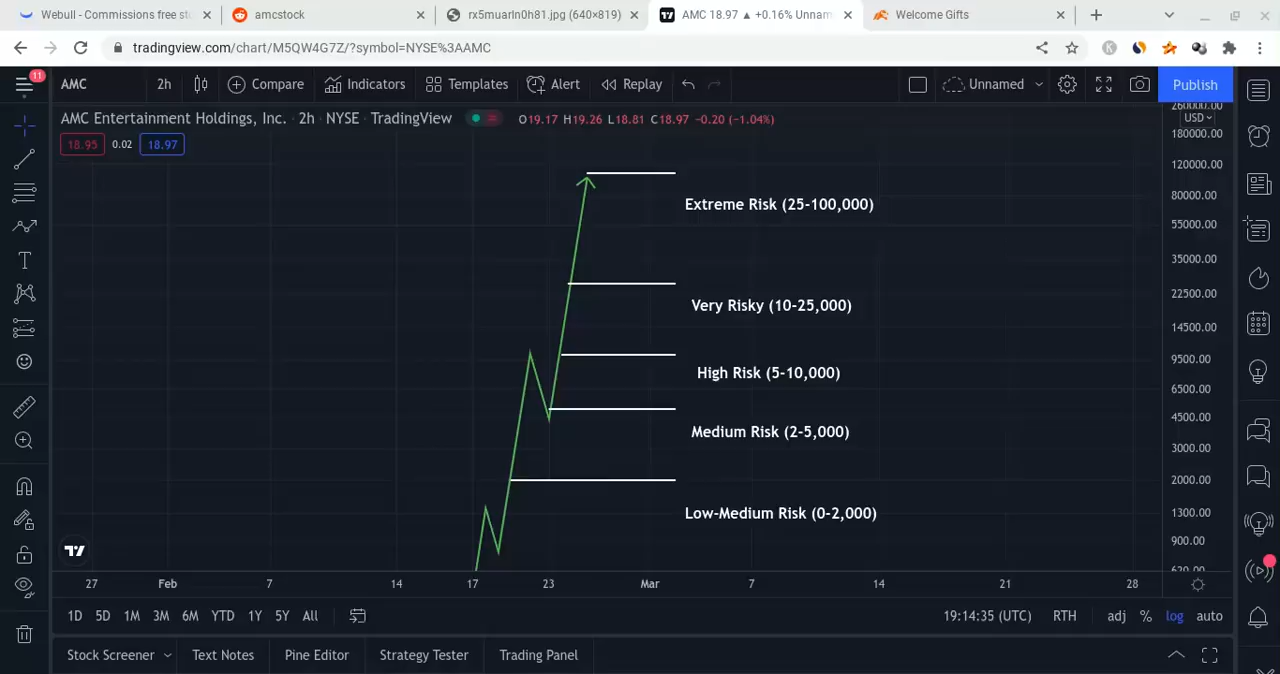 Webull - Commissions free sto
amcstock
rx5muarln0h81.jpg (640×819)
AMC 18.97 ▲ +0.16% Unnam
Welcome Gifts
tradingview.com/chart/M5QW4G7Z/?symbol=NYSE%3AAMC
K
11
AMC
2h
Compare
Indicators
Templates
Alert
Replay
Unnamed
Publish
AMC Entertainment Holdings, Inc. · 2h · NYSE · TradingView
O19.17 H19.26 L18.81 C18.97 −0.20 (−1.04%)
18.95
0.02
18.97
260000.00
USD
180000.00
120000.00
80000.00
55000.00
35000.00
22500.00
14500.00
9500.00
6500.00
4500.00
3000.00
2000.00
1300.00
900.00
620.00
Extreme Risk (25-100,000)
Very Risky (10-25,000)
High Risk (5-10,000)
Medium Risk (2-5,000)
Low-Medium Risk (0-2,000)
27
Feb
7
14
17
23
Mar
7
14
21
28
1D
5D
1M
3M
6M
YTD
1Y
5Y
All
19:14:35 (UTC)
RTH
adj
%
log
auto
Stock Screener
Text Notes
Pine Editor
Strategy Tester
Trading Panel